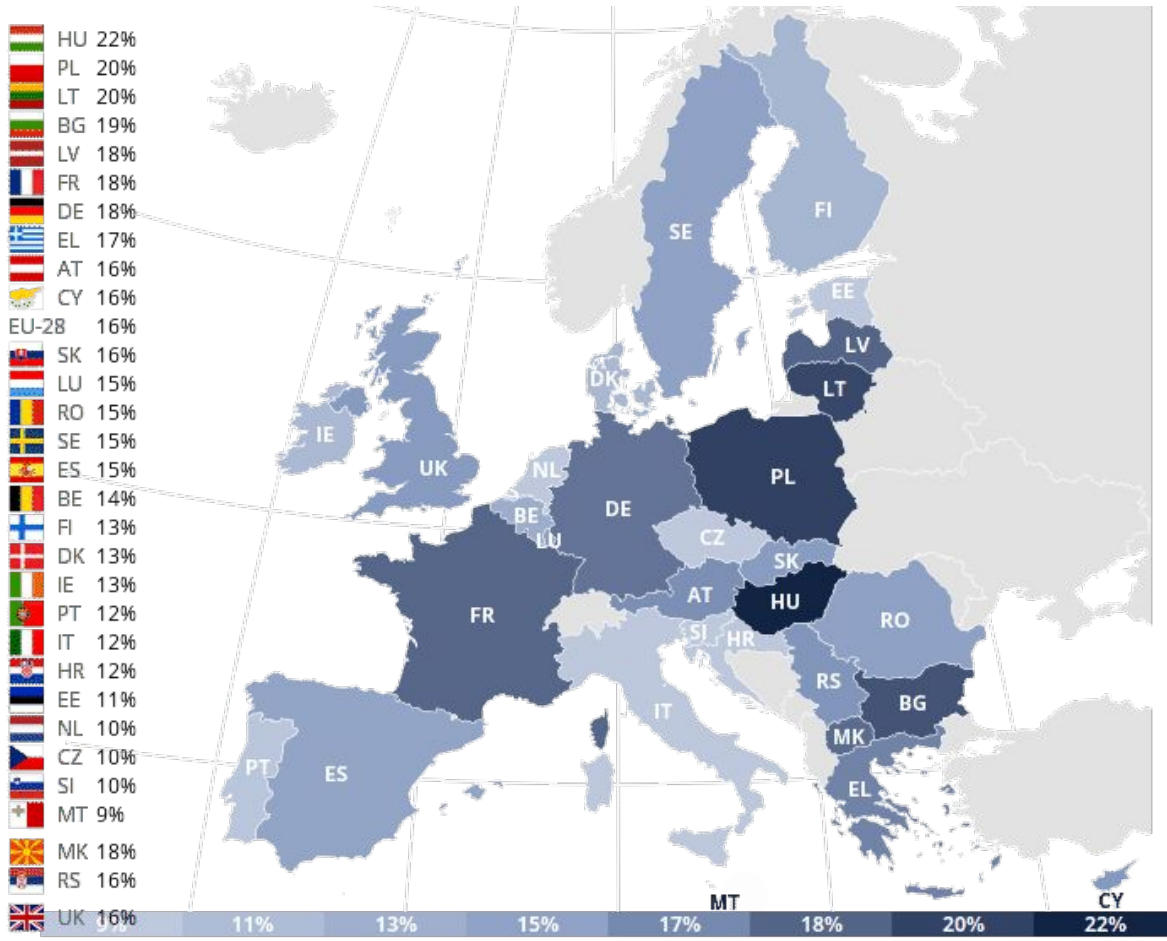 HU 22%
PL 20%
LT 20%
BG 19%
LV 18%
FR 18%
DE 18%
EL 17%
AT 16%
CY 16%
EU-28 16%
SK 16%
LU 15%
RO 15%
SE 15%
ES 15%
BE 14%
FI 13%
DK 13%
IE 13%
PT 12%
IT 12%
HR 12%
EE 11%
NL 10%
CZ 10%
SI 10%
MT 9%
MK 18%
RS 16%
UK 16%
SE
FI
EE
LV
DK
LT
IE
UK
NL
PL
DE
BE
LU
CZ
SK
AT
HU
FR
RO
SI
HR
RS
BG
IT
MK
PT
ES
EL
MT
CY
9% 11% 13% 15% 17% 18% 20% 22%